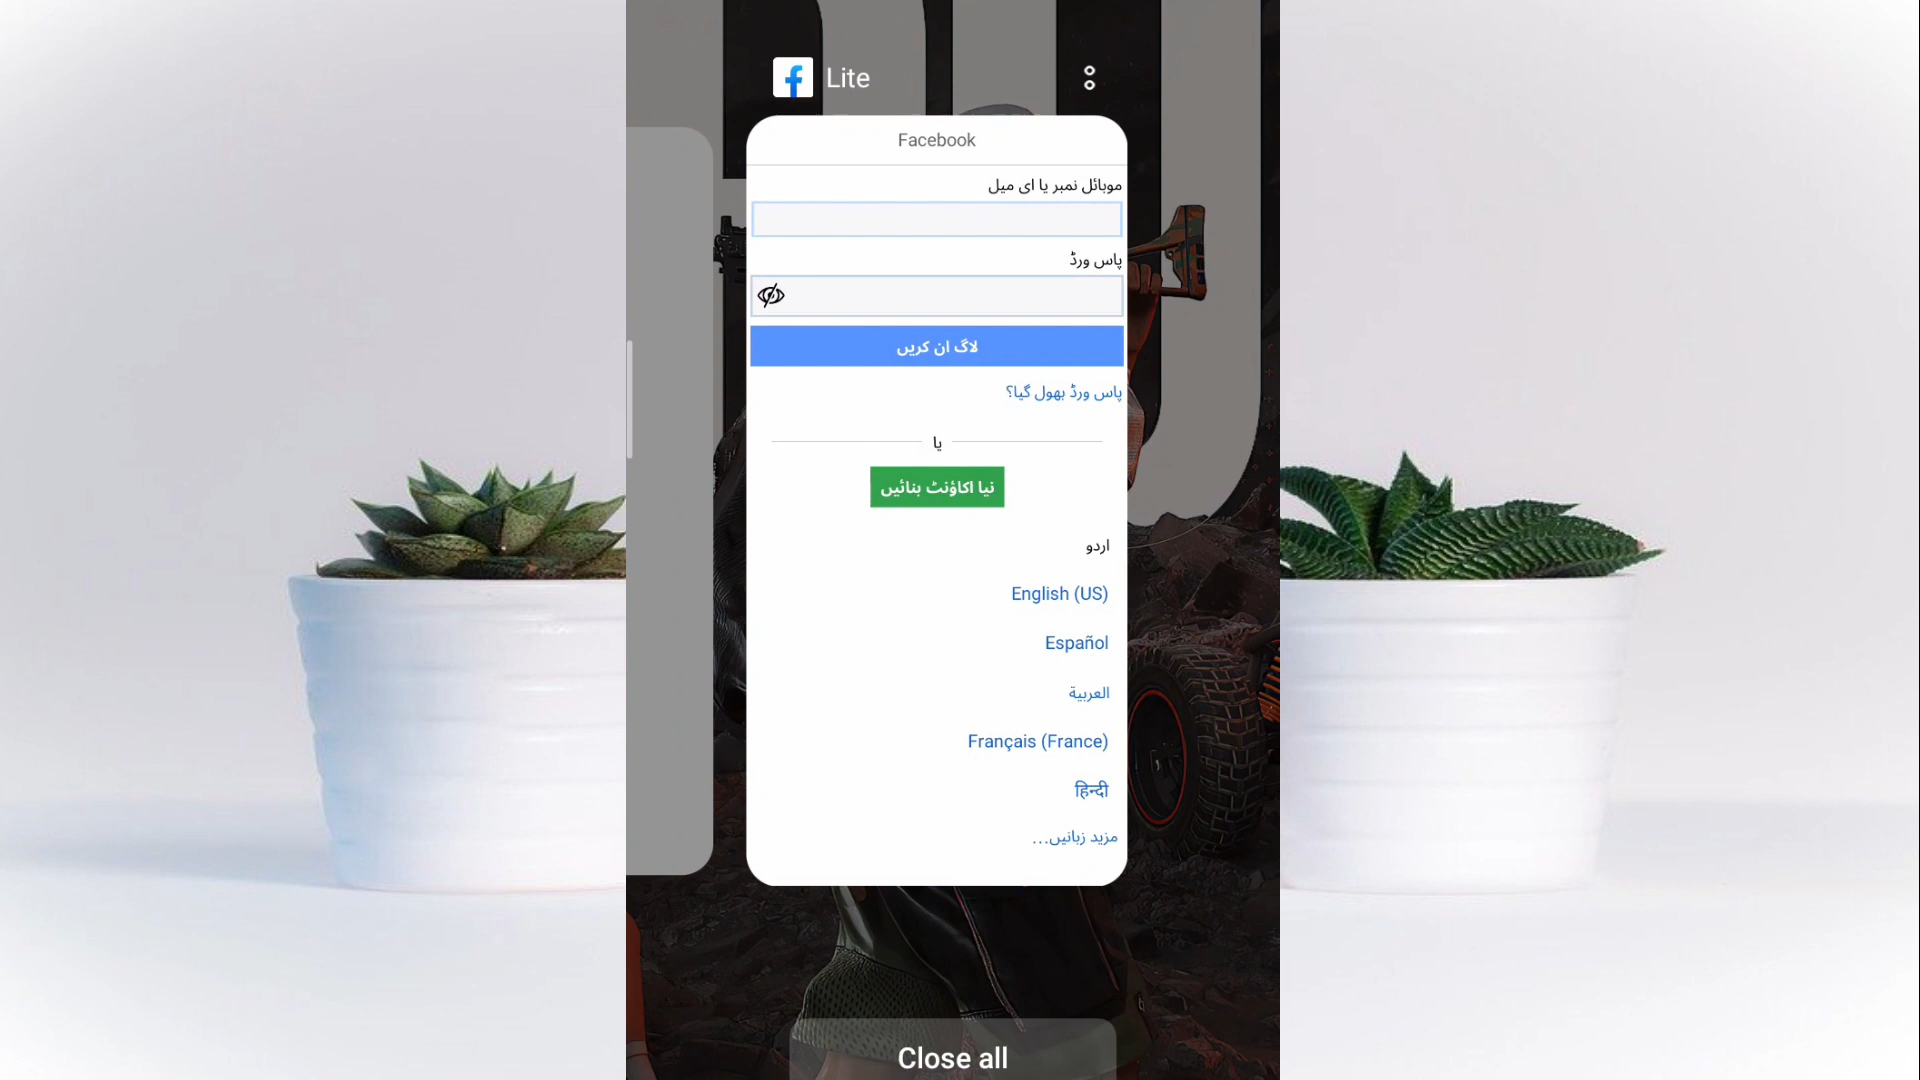 Lite
Facebook
موبائل نمبر یا ای میل
پاس ورڈ
لاگ ان کریں
پاس ورڈ بھول گیا؟
یا
نیا اکاؤنٹ بنائیں
اردو
English (US)
Español
العربية
Français (France)
हिन्दी
مزید زبانیں...
Close all